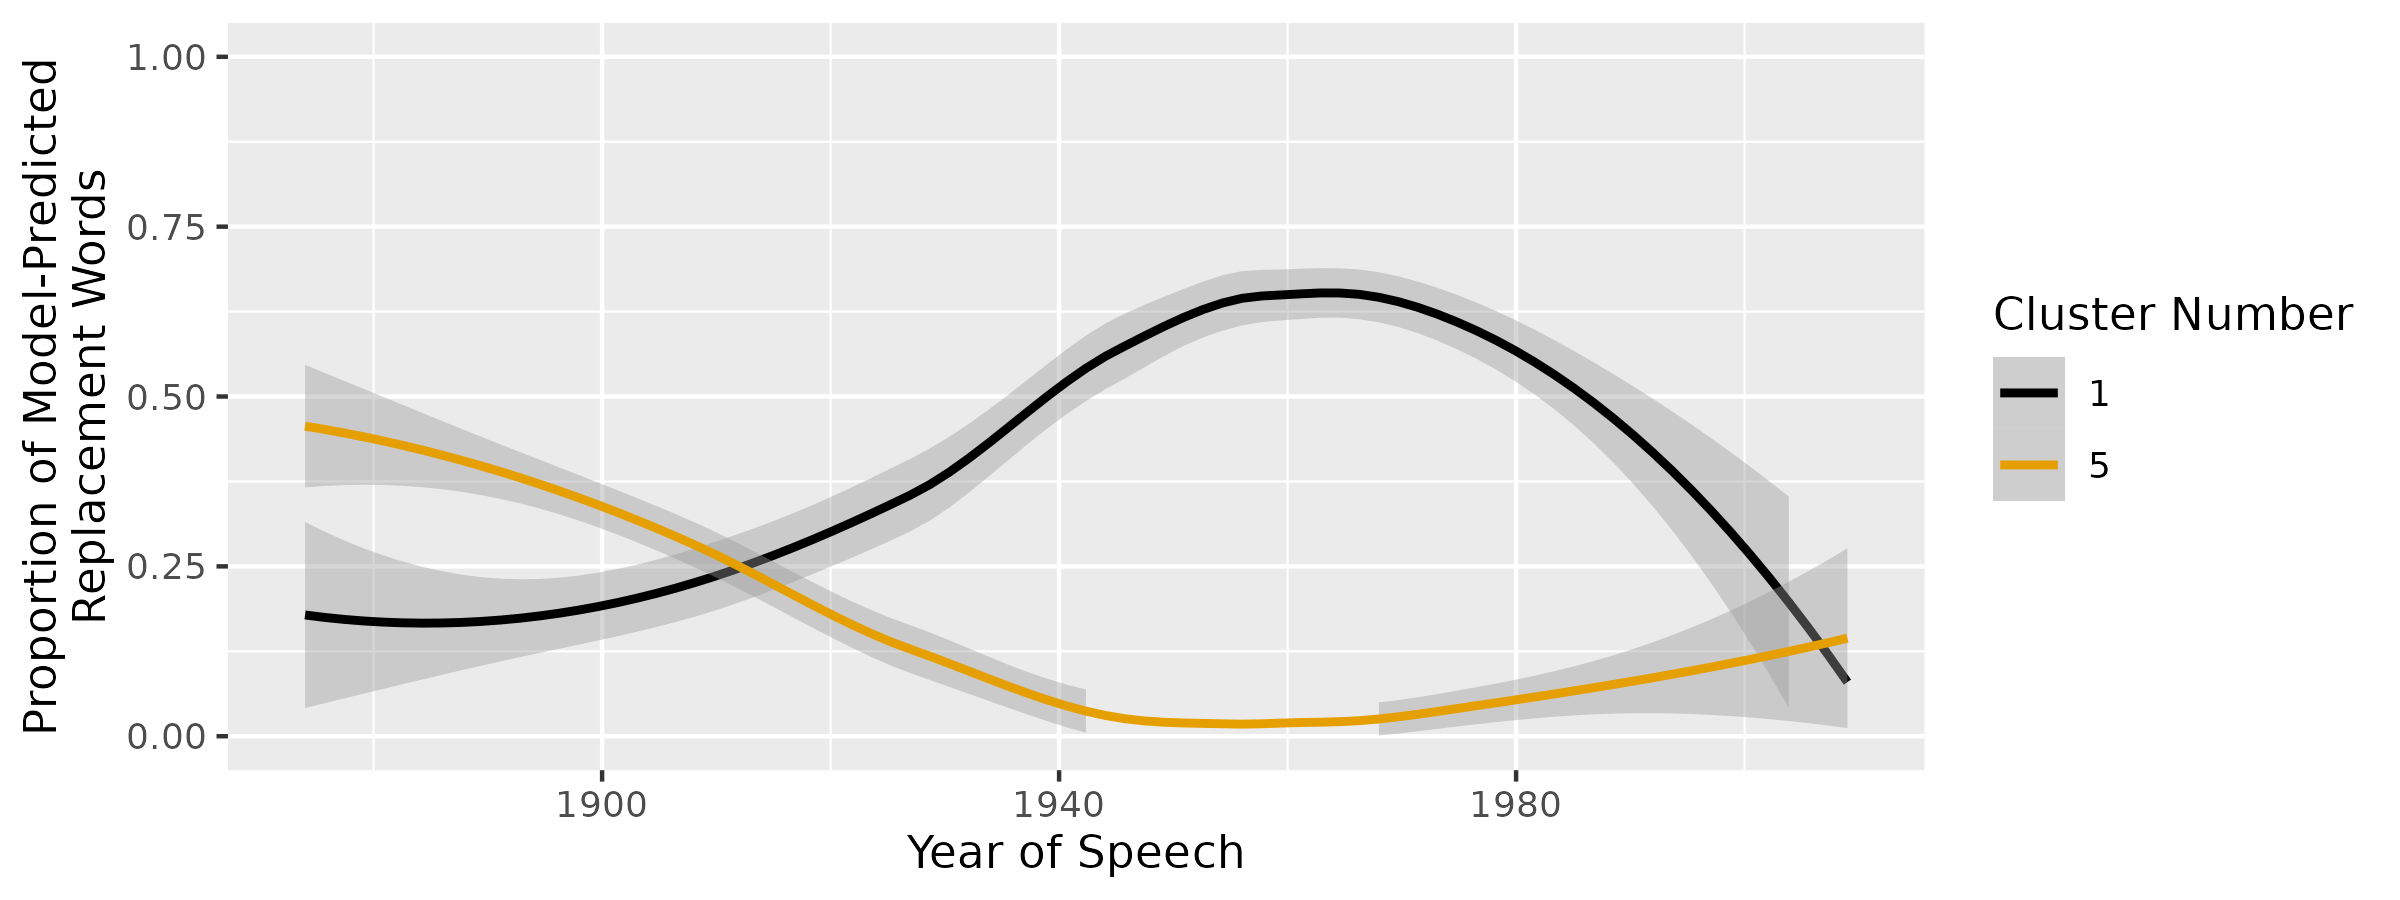 Proportion of Model-Predicted
Replacement Words
1.00
0.75
0.50
0.25
0.00
1900
1940
1980
Year of Speech
Cluster Number
1
5